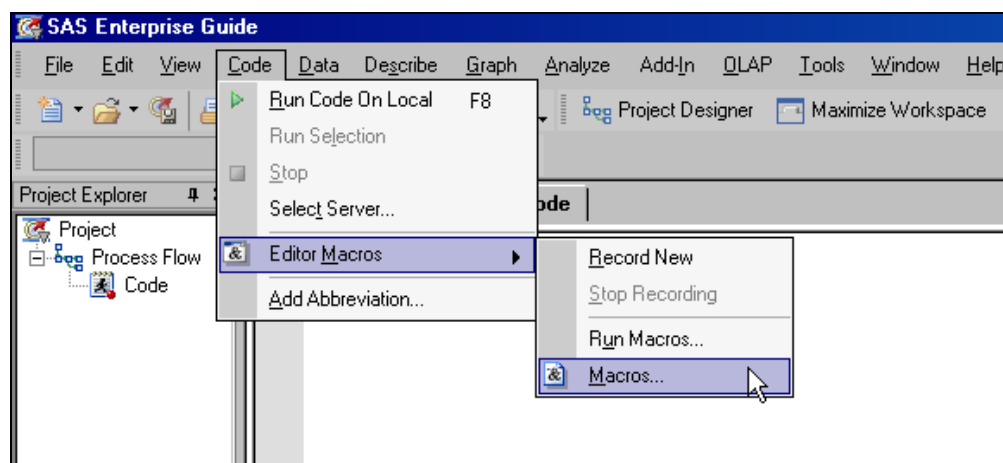 SAS Enterprise Guide
File Edit View Code Data Describe Graph Analyze Add-In OLAP Tools Window Help
Project Designer Maximize Workspace
Run Code On Local F8
Run Selection
Stop
Select Server...
Editor Macros
Add Abbreviation...
Project Explorer
Project
Process Flow
Code
ode
Record New
Stop Recording
Run Macros...
Macros...